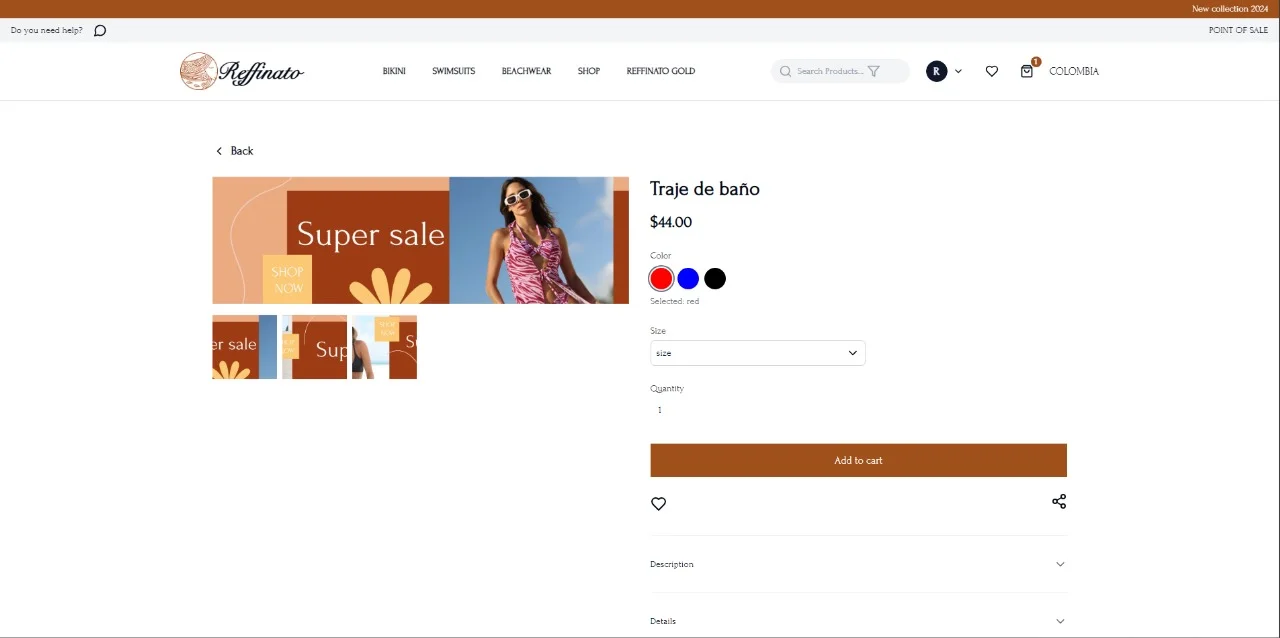 New collection 2024
Do you need help?
POINT OF SALE
Reffinato
BIKINI
SWIMSUITS
BEACHWEAR
SHOP
REFFINATO GOLD
Search Products...
R
1
COLOMBIA
Back
Super sale
SHOP
NOW
er sale
Sup
S
Traje de baño
$44.00
Color
Selected: red
Size
size
Quantity
1
Add to cart
Description
Details